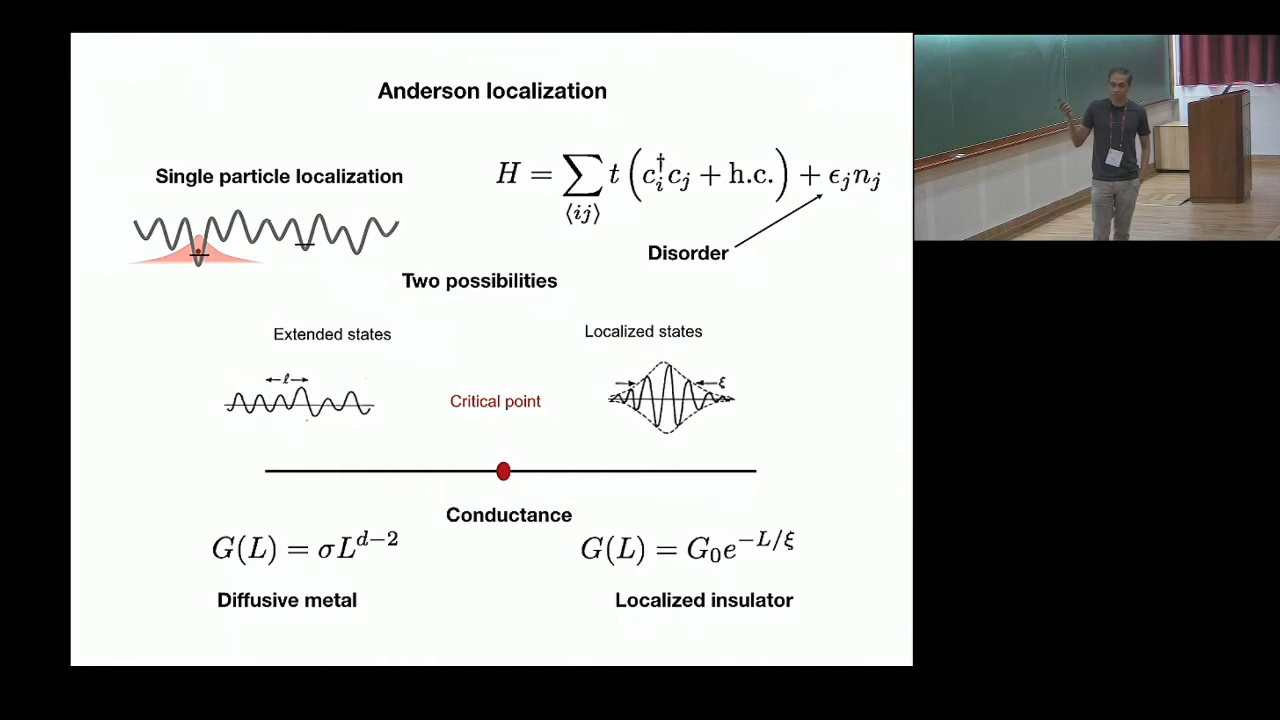 Anderson localization
Single particle localization
H = ∑⟨ij⟩ t (c_i^† c_j + h.c.) + ϵ_j n_j
Disorder
Two possibilities
Extended states
Localized states
ℓ
ξ
Critical point
Conductance
G(L) = σL^{d−2}
G(L) = G_0 e^{−L/ξ}
Diffusive metal
Localized insulator